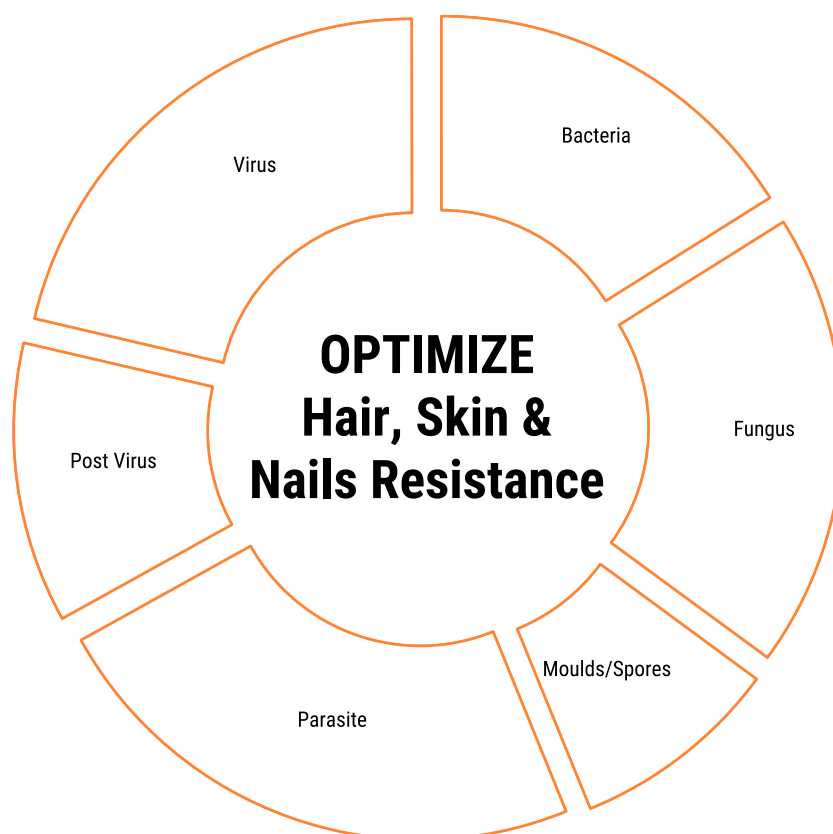 Bacteria
Virus
OPTIMIZE
Hair, Skin &
Nails Resistance
Fungus
Post Virus
Moulds/Spores
Parasite